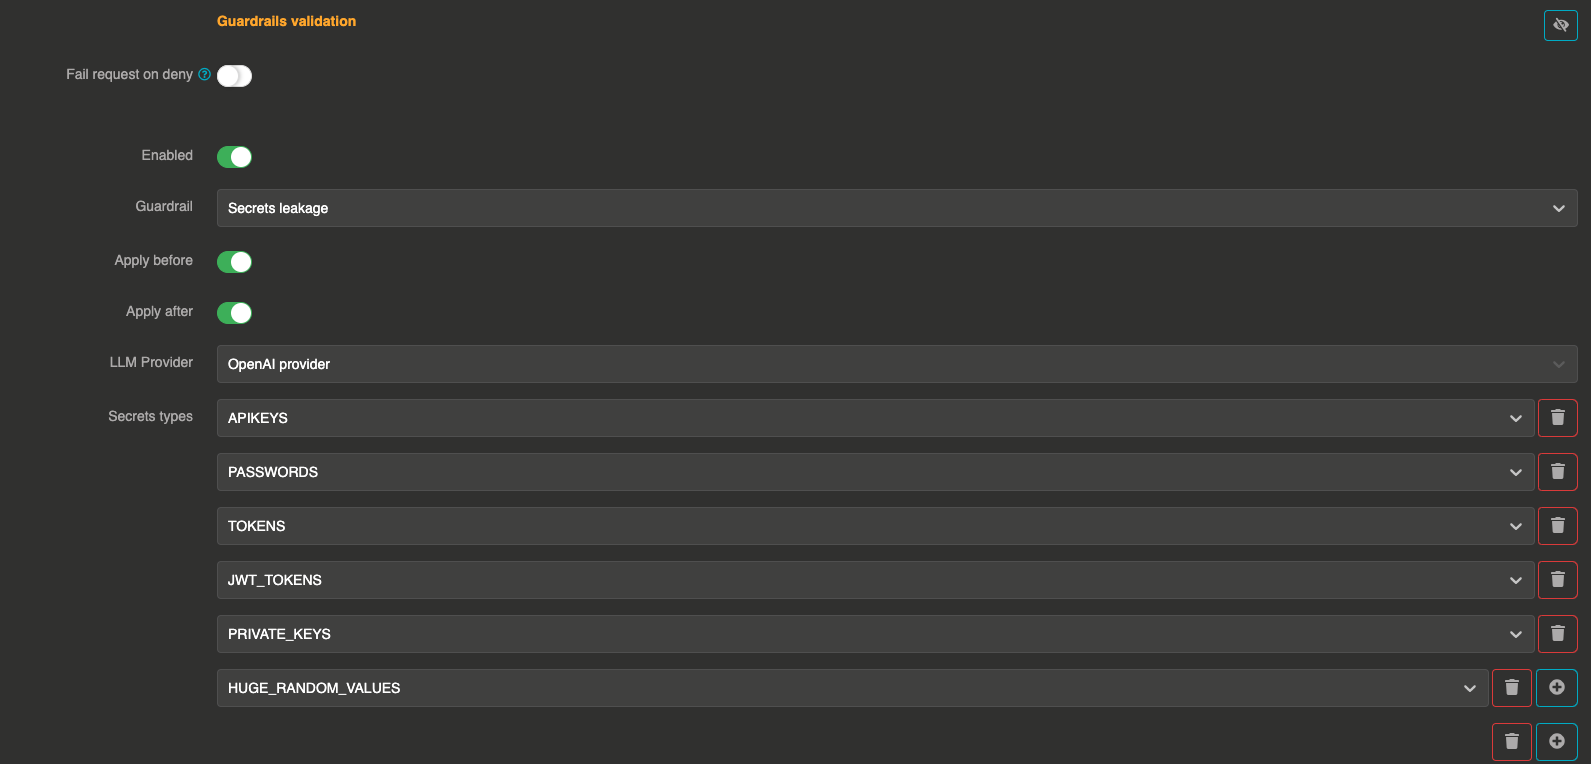 Guardrails validation
Fail request on deny ?
Enabled
Guardrail Secrets leakage
Apply before
Apply after
LLM Provider OpenAI provider
Secrets types APIKEYS
PASSWORDS
TOKENS
JWT_TOKENS
PRIVATE_KEYS
HUGE_RANDOM_VALUES